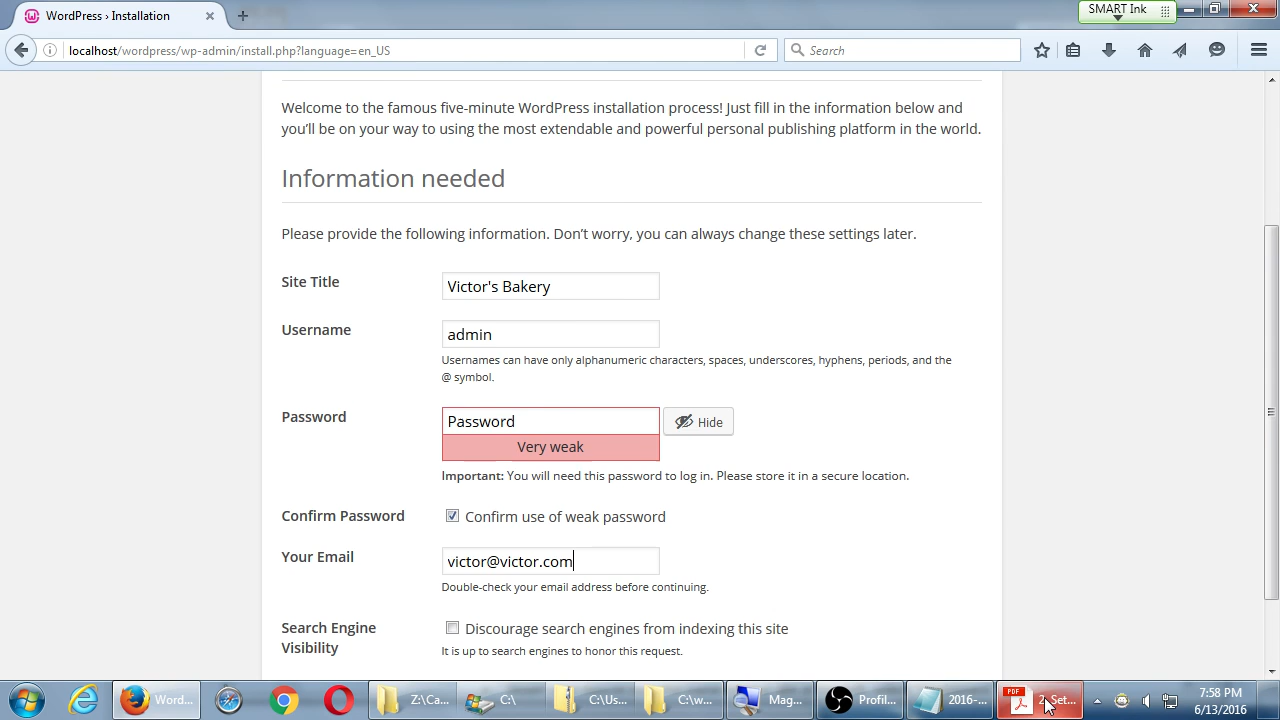 WordPress › Installation
SMART Ink
localhost/wordpress/wp-admin/install.php?language=en_US
Search
Welcome to the famous five-minute WordPress installation process! Just fill in the information below and
you’ll be on your way to using the most extendable and powerful personal publishing platform in the world.
Information needed
Please provide the following information. Don’t worry, you can always change these settings later.
Site Title
Victor's Bakery
Username
admin
Usernames can have only alphanumeric characters, spaces, underscores, hyphens, periods, and the
@ symbol.
Password
Password
Hide
Very weak
Important: You will need this password to log in. Please store it in a secure location.
Confirm Password
Confirm use of weak password
Your Email
victor@victor.com
Double-check your email address before continuing.
Search Engine
Visibility
Discourage search engines from indexing this site
It is up to search engines to honor this request.
Word...
Z:\Ca...
C:\
C:\Us...
C:\w...
Mag...
Profil...
2016-...
PDF
2_Set...
7:58 PM
6/13/2016